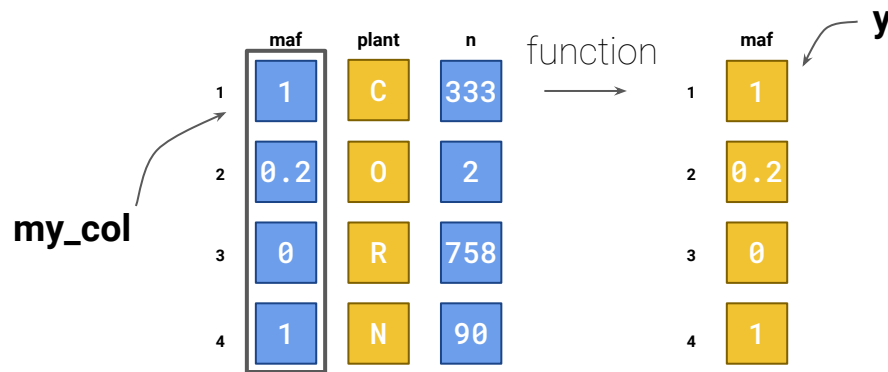 y
maf plant n function maf
1 1 C 333 1 1
2 0.2 O 2 2 0.2
my_col
3 0 R 758 3 0
4 1 N 90 4 1